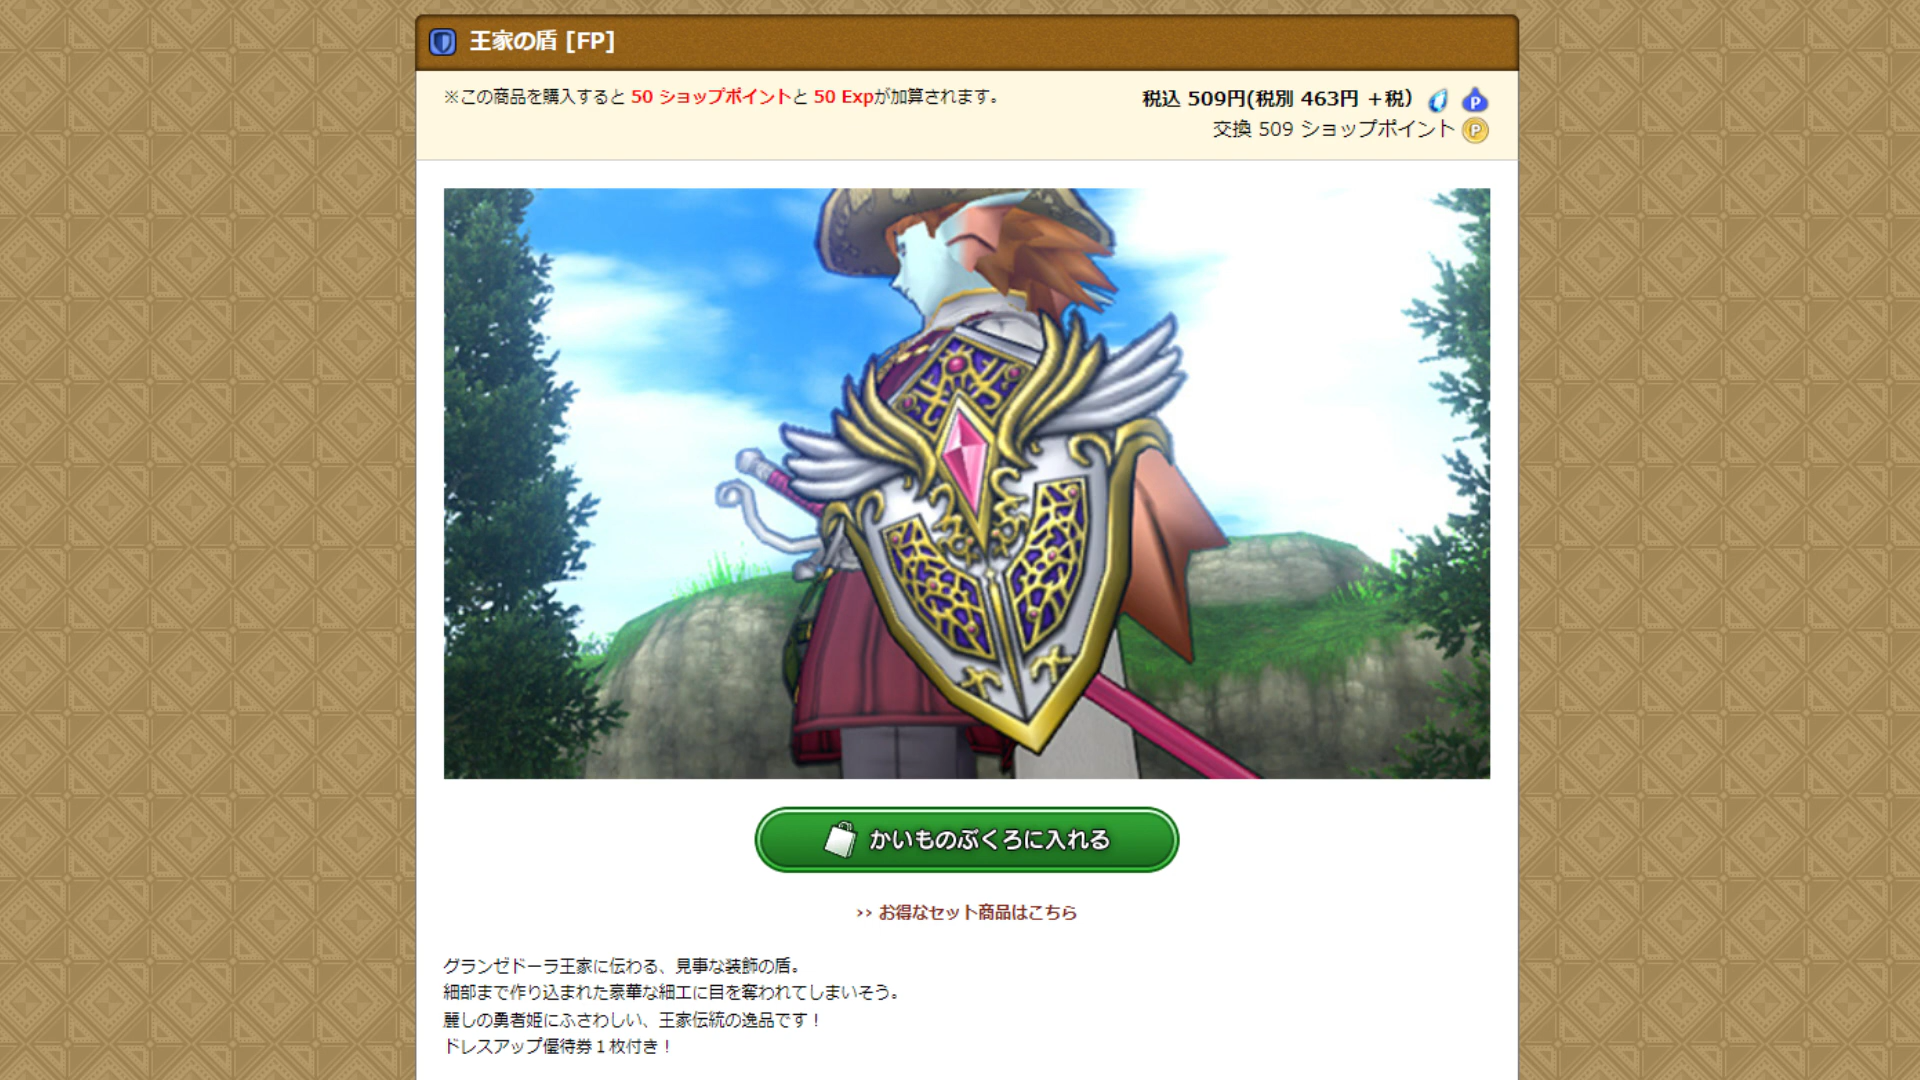 王家の盾 [FP]
※この商品を購入すると 50 ショップポイントと 50 Expが加算されます。
税込 509円(税別 463円 +税)
交換 509 ショップポイント
かいものぶくろに入れる
>> お得なセット商品はこちら
グランゼドーラ王家に伝わる、見事な装飾の盾。
細部まで作り込まれた豪華な細工に目を奪われてしまいそう。
麗しの勇者姫にふさわしい、王家伝統の逸品です!
ドレスアップ優待券1枚付き!